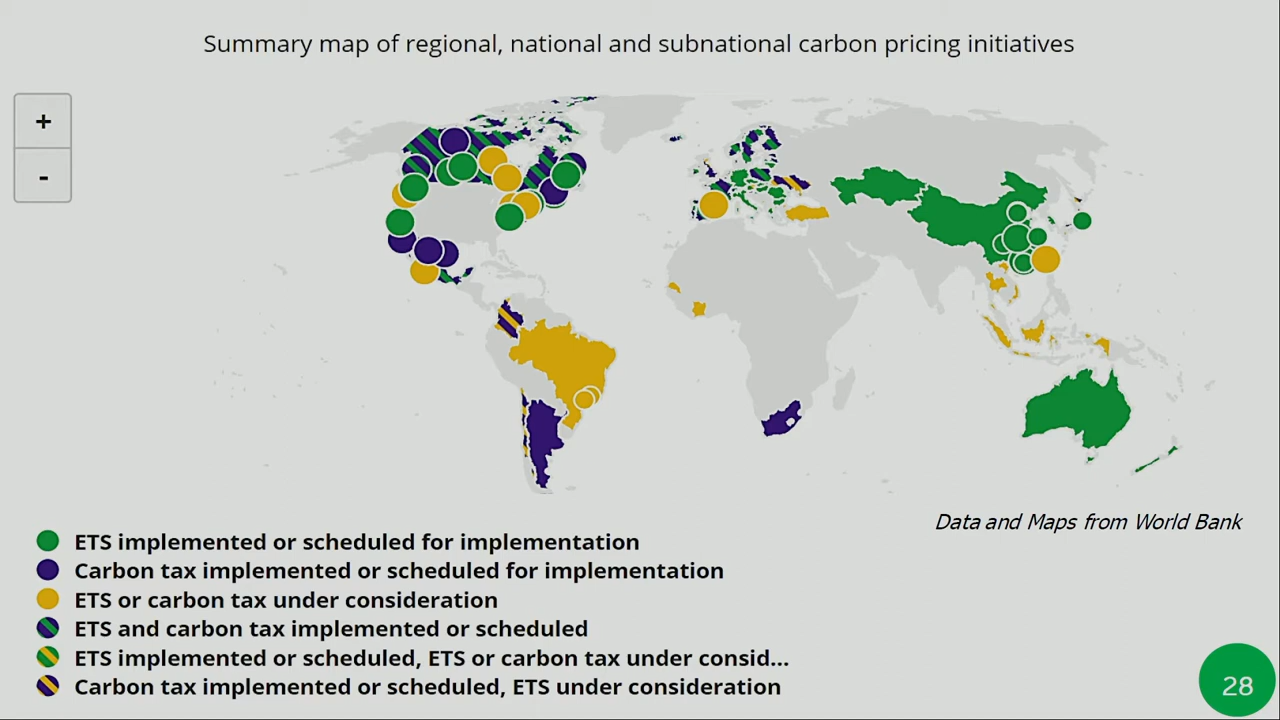 Summary map of regional, national and subnational carbon pricing initiatives
+
-
Data and Maps from World Bank
ETS implemented or scheduled for implementation
Carbon tax implemented or scheduled for implementation
ETS or carbon tax under consideration
ETS and carbon tax implemented or scheduled
ETS implemented or scheduled, ETS or carbon tax under consid...
Carbon tax implemented or scheduled, ETS under consideration
28